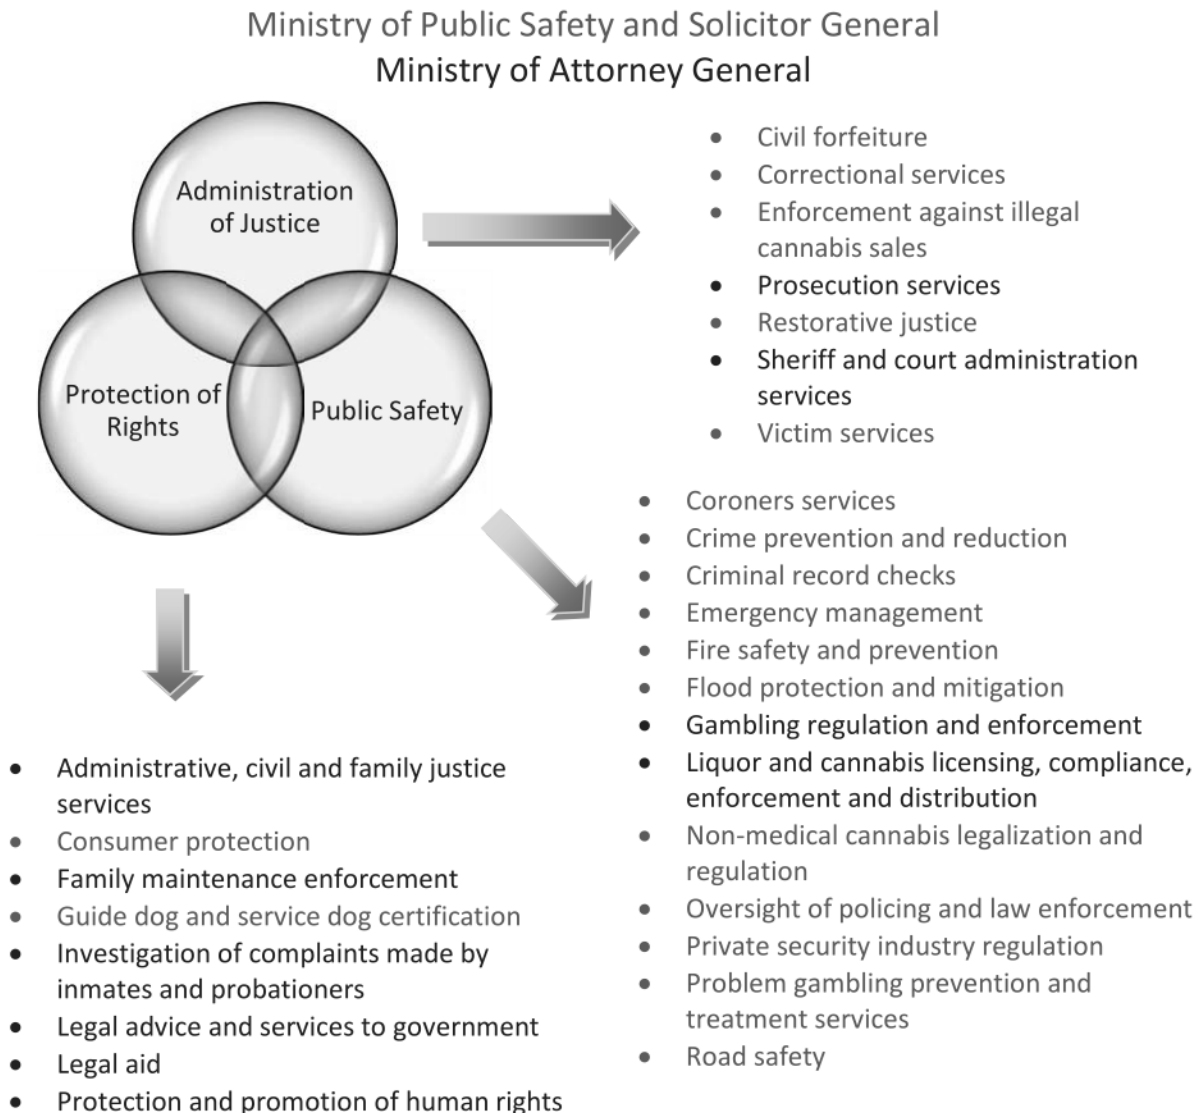 Ministry of Public Safety and Solicitor General
Ministry of Attorney General
Administration
of Justice
Protection of
Rights
Public Safety
• Civil forfeiture
• Correctional services
• Enforcement against illegal
cannabis sales
• Prosecution services
• Restorative justice
• Sheriff and court administration
services
• Victim services
• Coroners services
• Crime prevention and reduction
• Criminal record checks
• Emergency management
• Fire safety and prevention
• Flood protection and mitigation
• Gambling regulation and enforcement
• Liquor and cannabis licensing, compliance,
enforcement and distribution
• Non-medical cannabis legalization and
regulation
• Oversight of policing and law enforcement
• Private security industry regulation
• Problem gambling prevention and
treatment services
• Road safety
• Administrative, civil and family justice
services
• Consumer protection
• Family maintenance enforcement
• Guide dog and service dog certification
• Investigation of complaints made by
inmates and probationers
• Legal advice and services to government
• Legal aid
• Protection and promotion of human rights